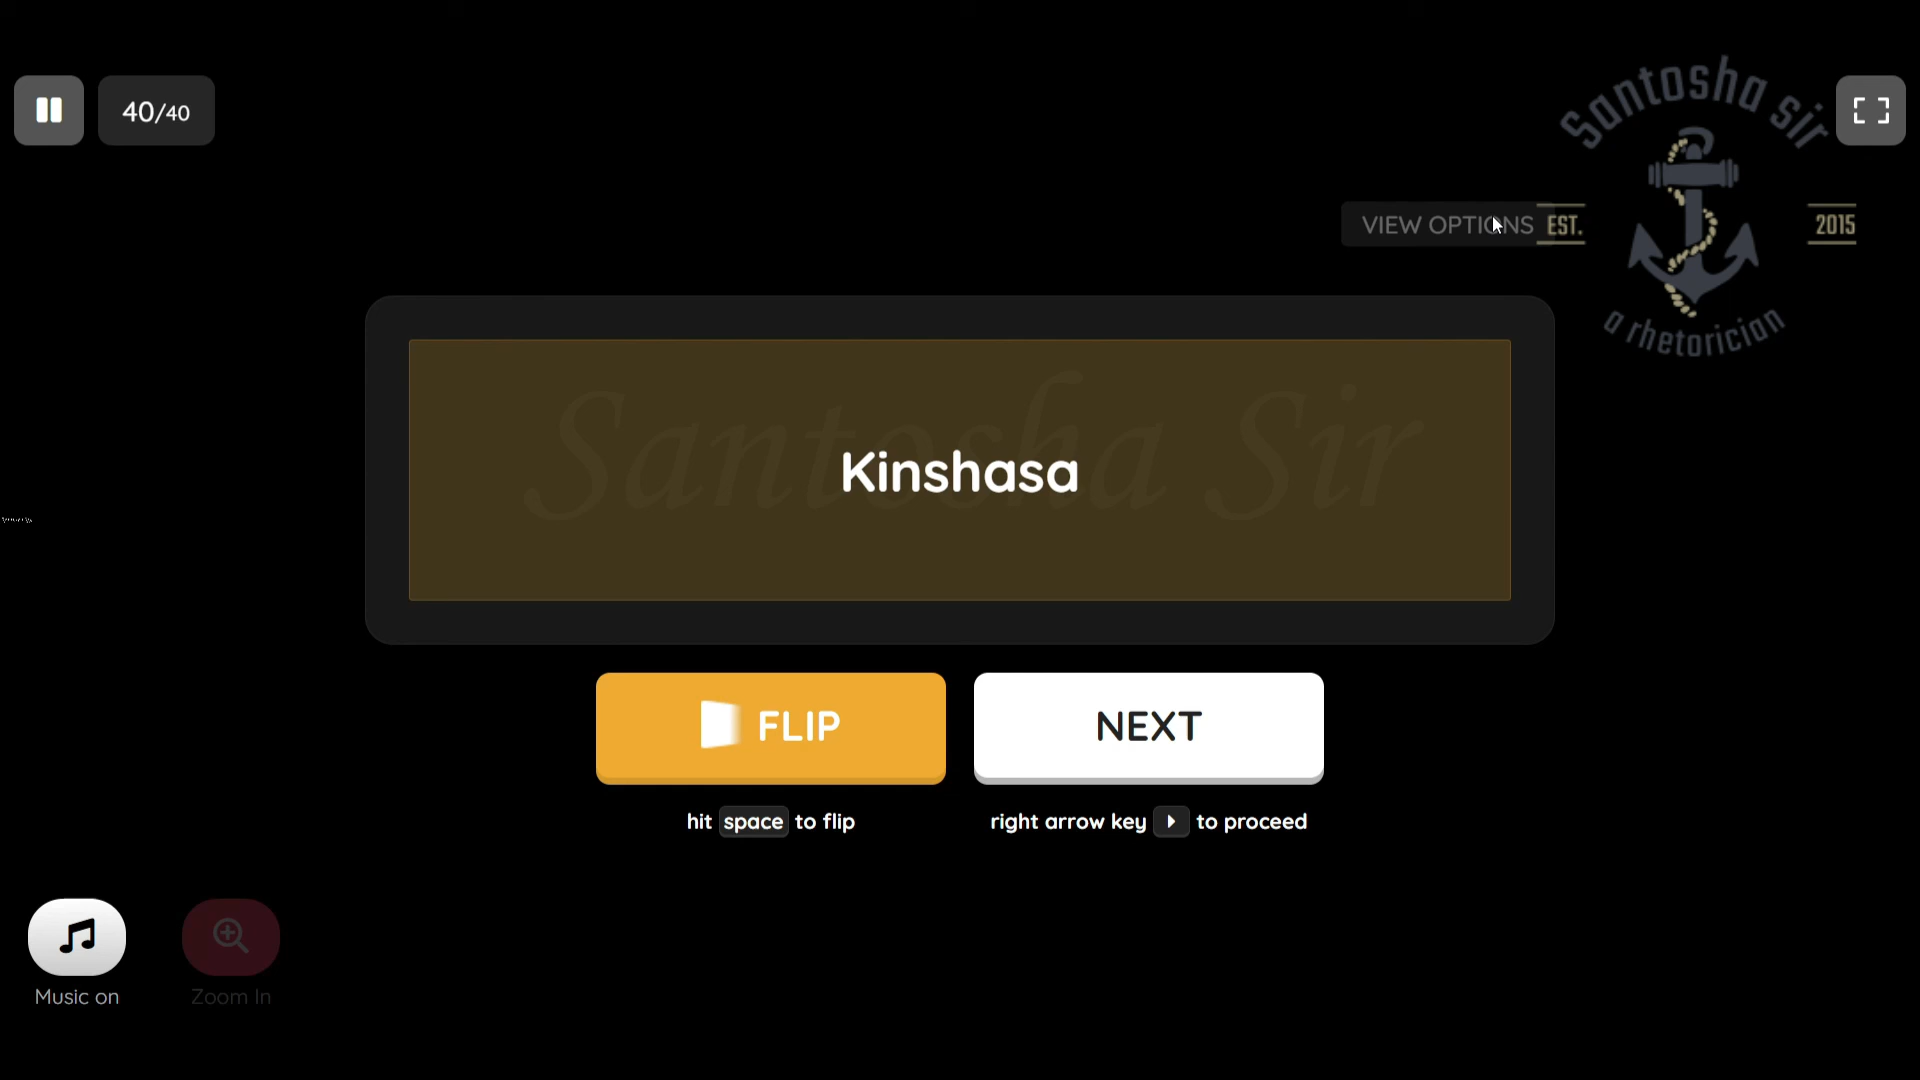 40/40
Santosha sir
VIEW OPTIONS
EST.
2015
a rhetorician
Santosha Sir
Kinshasa
FLIP
NEXT
hit space to flip
right arrow key to proceed
Music on
Zoom In